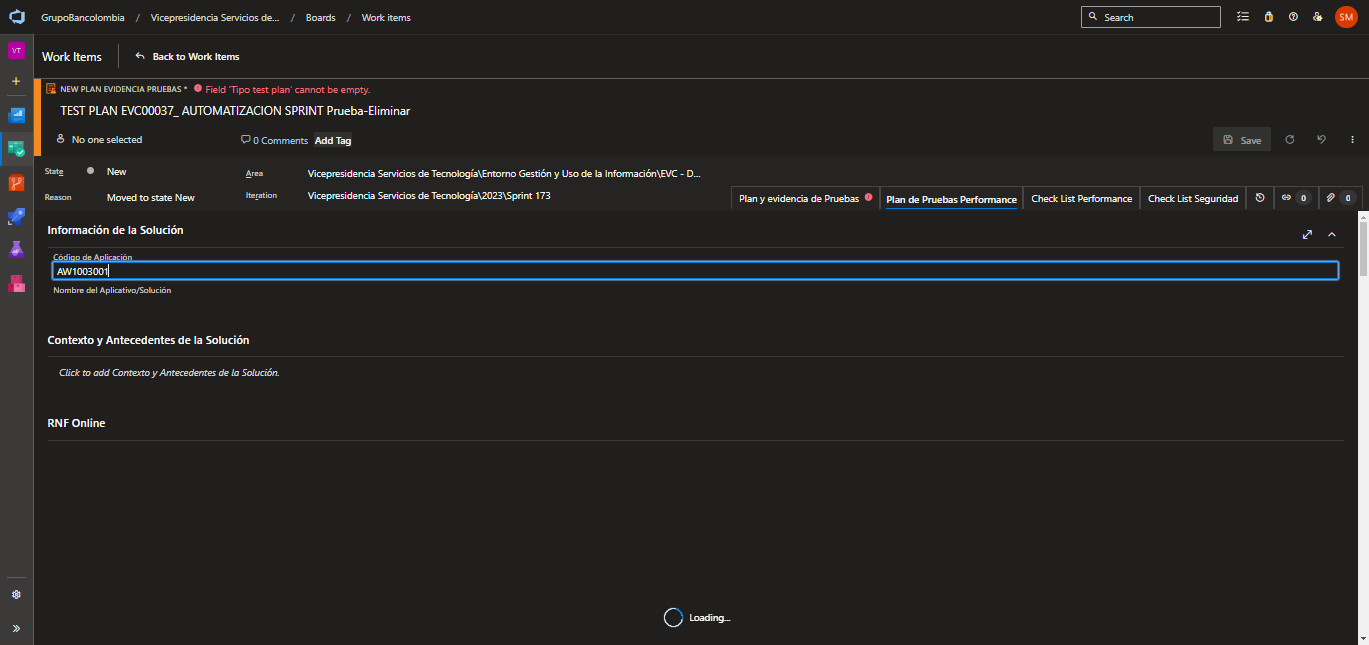 GrupoBancolombia / Vicepresidencia Servicios de... / Boards / Work items
Search
SM
VT
Work Items
Back to Work Items
NEW PLAN EVIDENCIA PRUEBAS * Field 'Tipo test plan' cannot be empty.
TEST PLAN EVC00037_ AUTOMATIZACION SPRINT Prueba-Eliminar
No one selected
0 Comments
Add Tag
Save
State New
Area Vicepresidencia Servicios de Tecnología\Entorno Gestión y Uso de la Información\EVC - D...
Reason Moved to state New
Iteration Vicepresidencia Servicios de Tecnología\2023\Sprint 173
Plan y evidencia de Pruebas
Plan de Pruebas Performance
Check List Performance
Check List Seguridad
0
0
Información de la Solución
Código de Aplicación
AW1003001
Nombre del Aplicativo/Solución
Contexto y Antecedentes de la Solución
Click to add Contexto y Antecedentes de la Solución.
RNF Online
Loading...